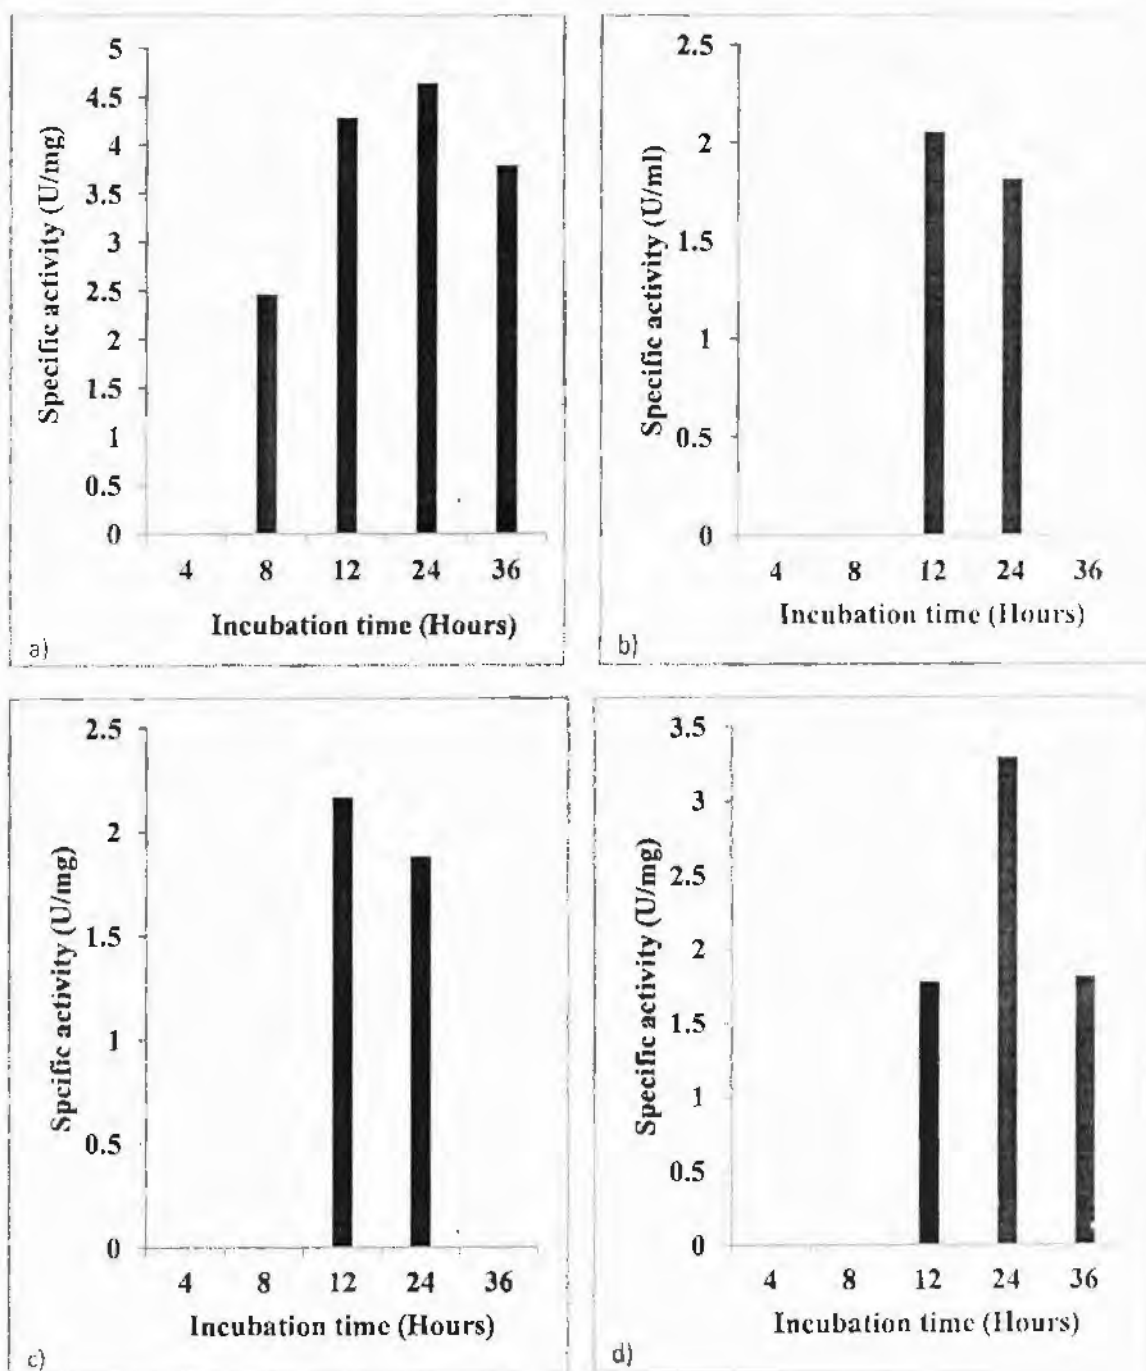 Specific activity (U/mg)
5
4.5
4
3.5
3
2.5
2
1.5
1
0.5
0
4 8 12 24 36
Incubation time (Hours)
a)
Specific activity (U/ml)
2.5
2
1.5
1
0.5
0
4 8 12 24 36
Incubation time (Hours)
b)
Spcific activity (U/mg)
2.5
2
1.5
1
0.5
0
4 8 12 24 36
Incubation time (Hours)
c)
Specific activity (U/mg)
3.5
3
2.5
2
1.5
1
0.5
0
4 8 12 24 36
Incubation time (Hours)
d)